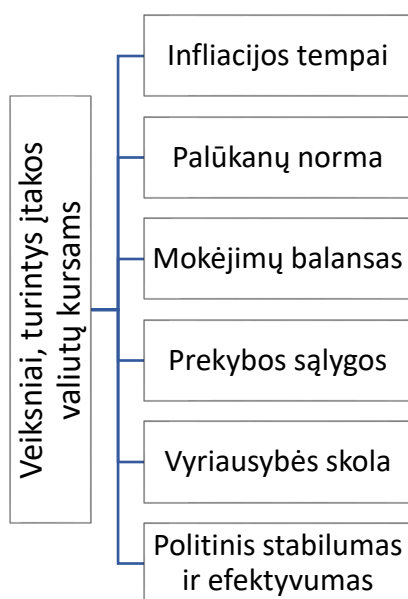 Veiksniai, turintys įtakos
valiutų kursams
Infliacijos tempai
Palūkanų norma
Mokėjimų balansas
Prekybos sąlygos
Vyriausybės skola
Politinis stabilumas
ir efektyvumas